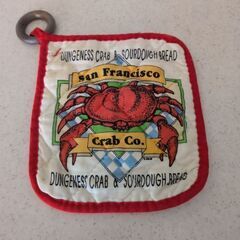 DUNGENESS CRAB & SOURDOUGH BREAD
San Francisco
Crab Co.
DUNGENESS CRAB & SOURDOUGH BREAD